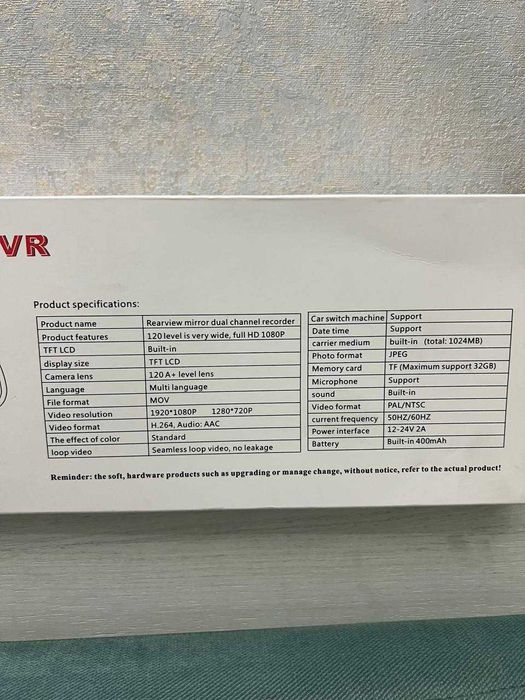 VR
Product specifications:
Product name Rearview mirror dual channel recorder
Product features 120 level is very wide, full HD 1080P
TFT LCD Built-in
display size TFT LCD
Camera lens 120 A+ level lens
Language Multi language
File format MOV
Video resolution 1920*1080P 1280*720P
Video format H.264, Audio: AAC
The effect of color Standard
loop video Seamless loop video, no leakage
Car switch machine Support
Date time Support
carrier medium built-in (total: 1024MB)
Photo format JPEG
Memory card TF (Maximum support 32GB)
Microphone Support
sound Built-in
Video format PAL/NTSC
current frequency 50HZ/60HZ
Power interface 12-24V 2A
Battery Built-in 400mAh
Reminder: the soft, hardware products such as upgrading or manage change, without notice, refer to the actual product!